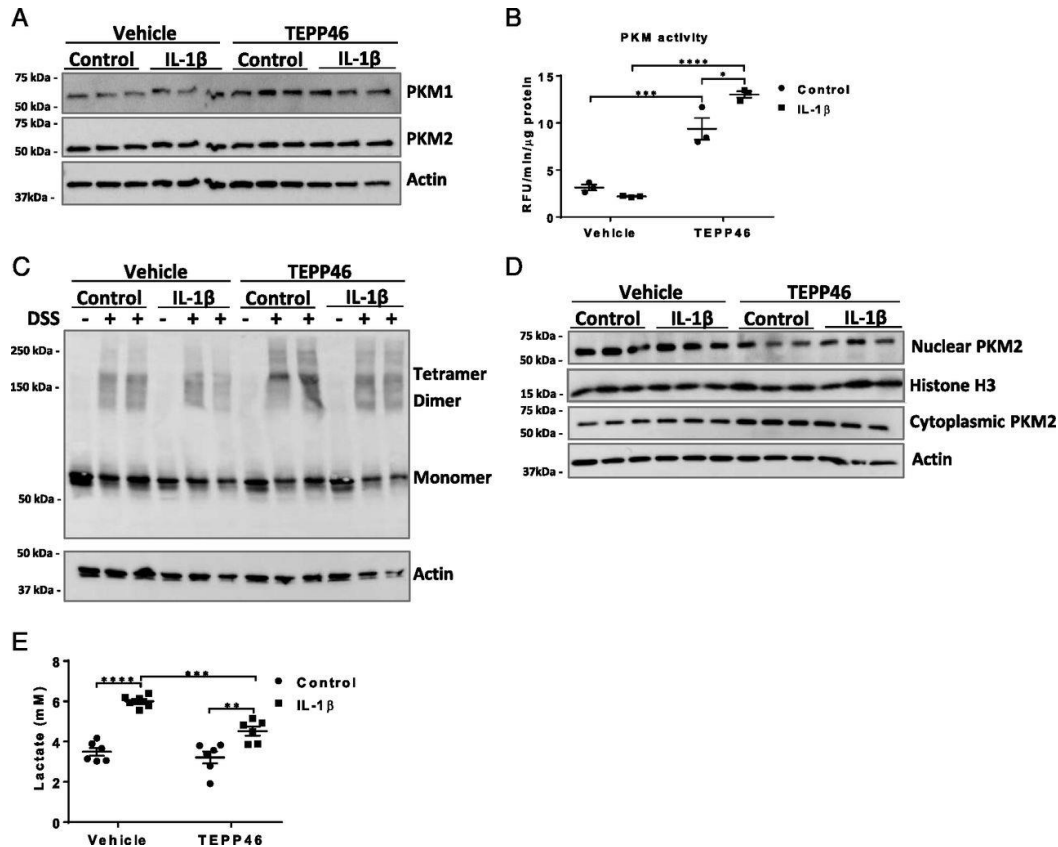 A
Vehicle TEPP46
Control IL-1β Control IL-1β
75 kDa -
50 kDa -
PKM1
75 kDa -
50 kDa -
PKM2
37kDa -
Actin
B
PKM activity
RFU/min/µg protein
15
10
5
0
**** 
*
***
Control
IL-1β
Vehicle TEPP46
C
Vehicle TEPP46
Control IL-1β Control IL-1β
DSS - + + - + + - + + - + +
250 kDa -
150 kDa -
50 kDa -
Tetramer
Dimer
Monomer
50 kDa -
37 kDa -
Actin
D
Vehicle TEPP46
Control IL-1β Control IL-1β
75 kDa -
50 kDa -
Nuclear PKM2
15 kDa -
Histone H3
75 kDa -
50 kDa -
Cytoplasmic PKM2
37kDa -
Actin
E
Lactate (mM)
8
6
4
2
0
****
***
**
Control
IL-1β
Vehicle TEPP46